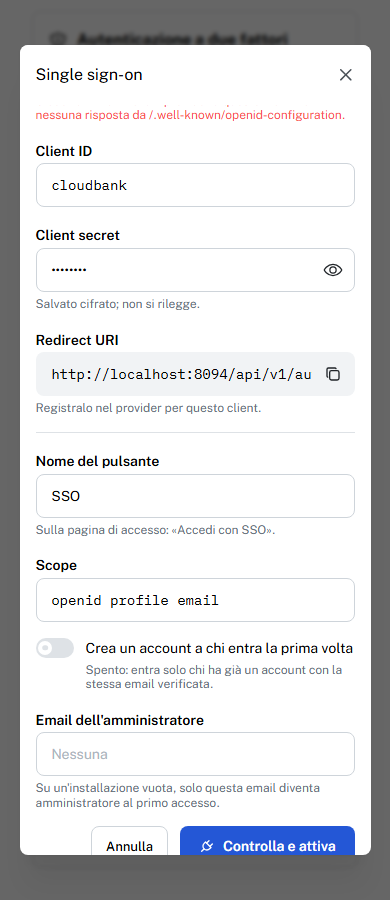 Autenticazione a due fattori
Single sign-on
nessuna risposta da /.well-known/openid-configuration.
Client ID
cloudbank
Client secret
••••••••
Salvato cifrato; non si rilegge.
Redirect URI
http://localhost:8094/api/v1/au
Registralo nel provider per questo client.
Nome del pulsante
SSO
Sulla pagina di accesso: «Accedi con SSO».
Scope
openid profile email
Crea un account a chi entra la prima volta
Spento: entra solo chi ha già un account con la
stessa email verificata.
Email dell'amministratore
Nessuna
Su un'installazione vuota, solo questa email diventa
amministratore al primo accesso.
Annulla
Controlla e attiva